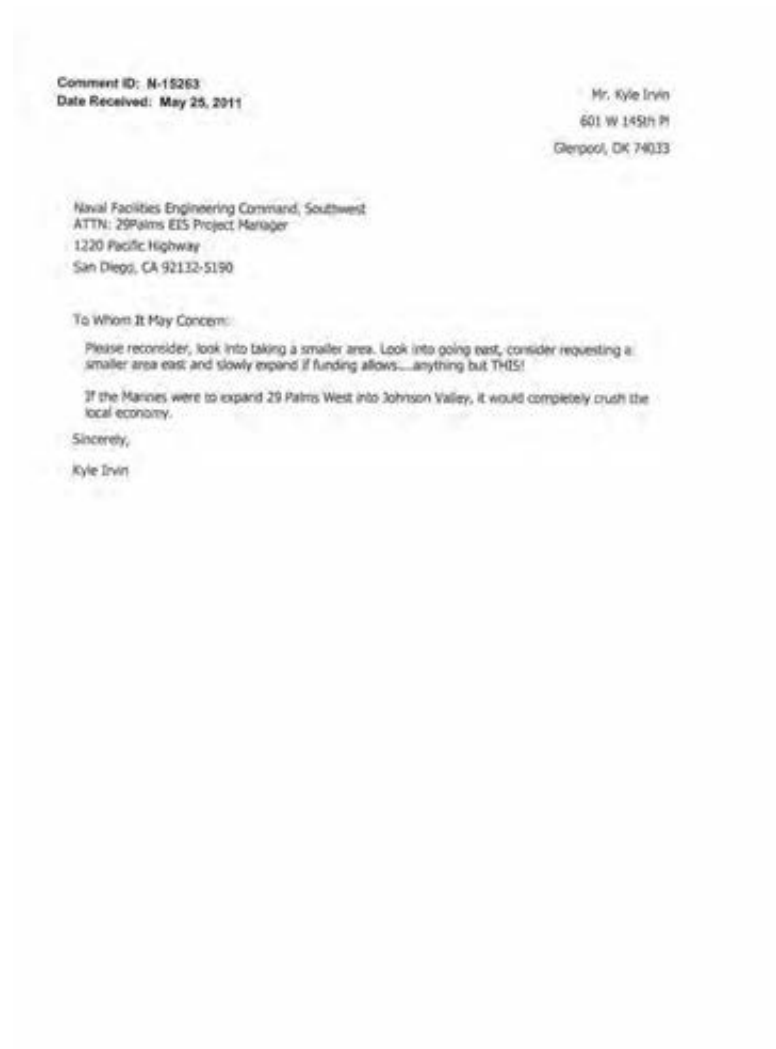 Comment ID: N-15263
Date Received: May 25, 2011
Mr. Kyle Irvin
601 W 145th Pl
Glenpool, OK 74033
Naval Facilities Engineering Command, Southwest
ATTN: 29Palms EIS Project Manager
1220 Pacific Highway
San Diego, CA 92132-5190
To Whom It May Concern:
Please reconsider, look into taking a smaller area. Look into going east, consider requesting a
smaller area east and slowly expand if funding allows....anything but THIS!
If the Marines were to expand 29 Palms West into Johnson Valley, it would completely crush the
local economy.
Sincerely,
Kyle Irvin